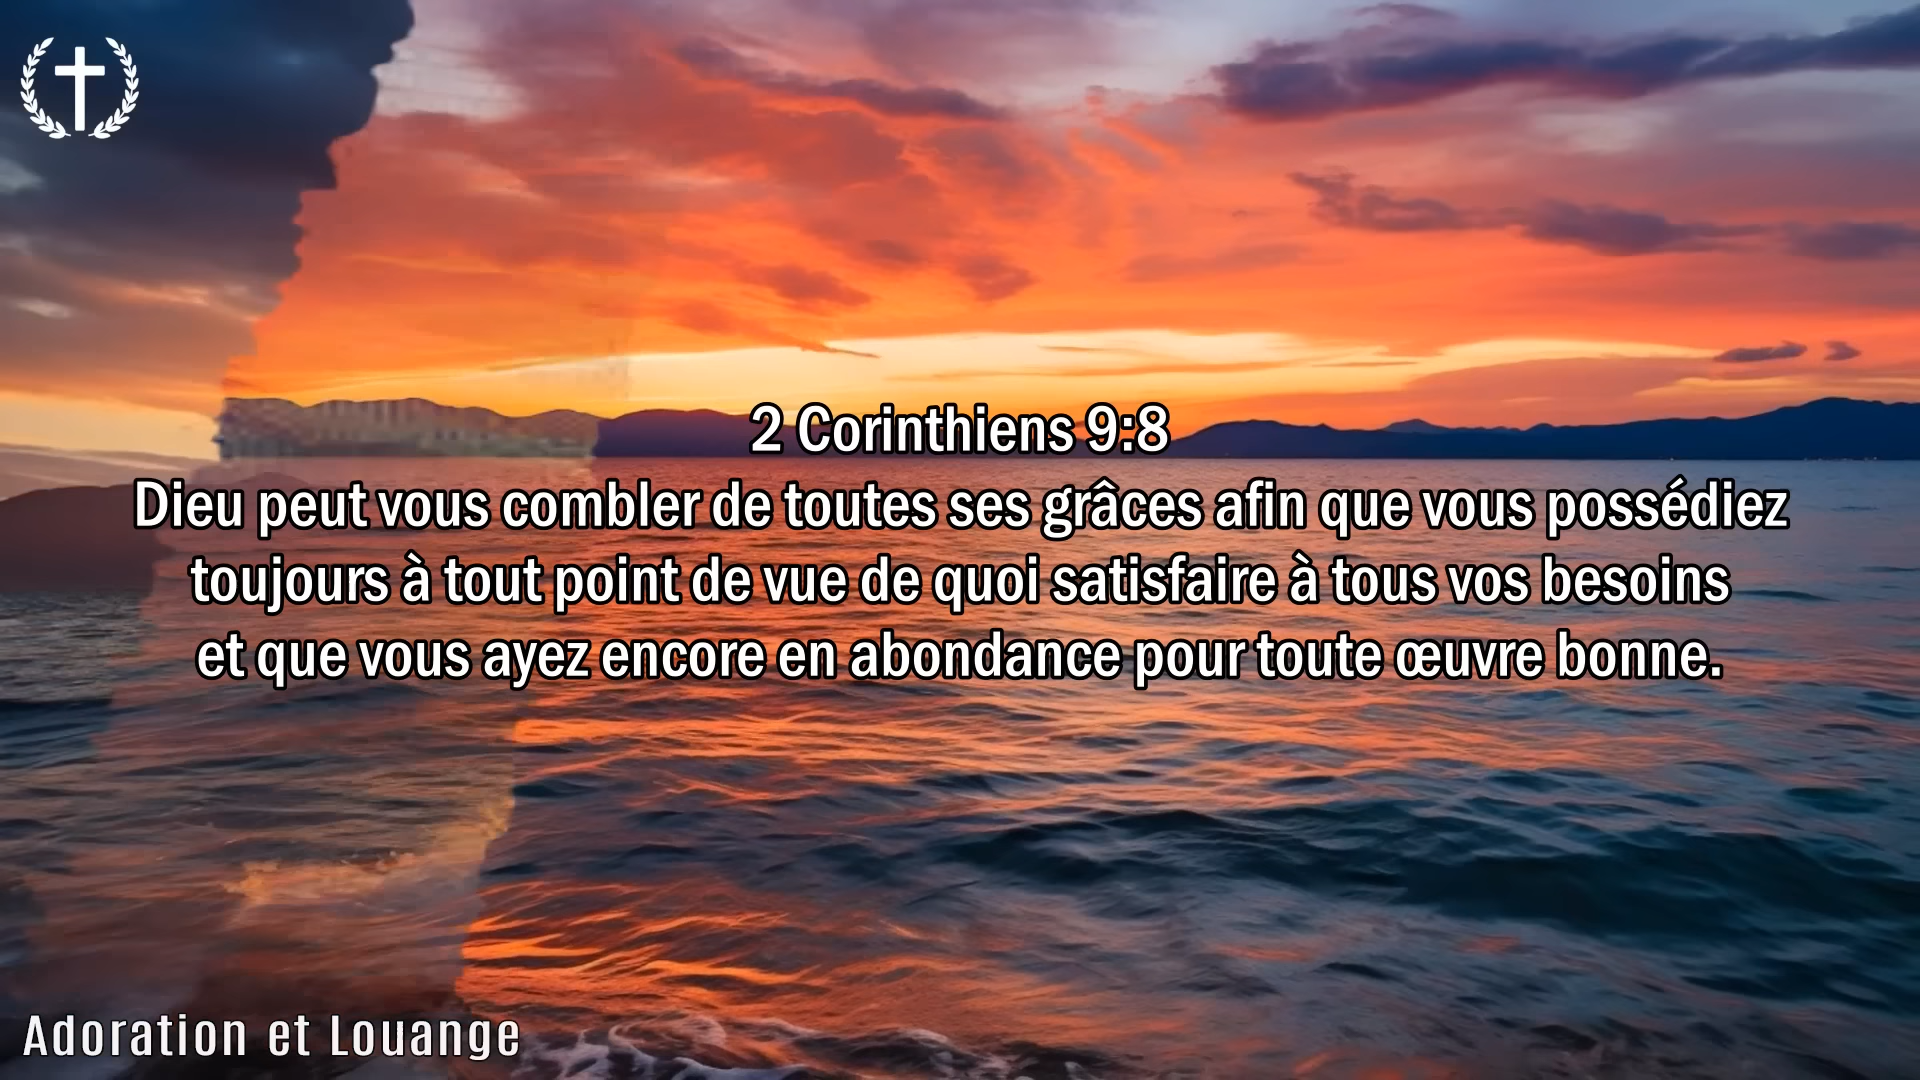 2 Corinthiens 9:8
Dieu peut vous combler de toutes ses grâces afin que vous possédiez
toujours à tout point de vue de quoi satisfaire à tous vos besoins
et que vous ayez encore en abondance pour toute œuvre bonne.
Adoration et Louange